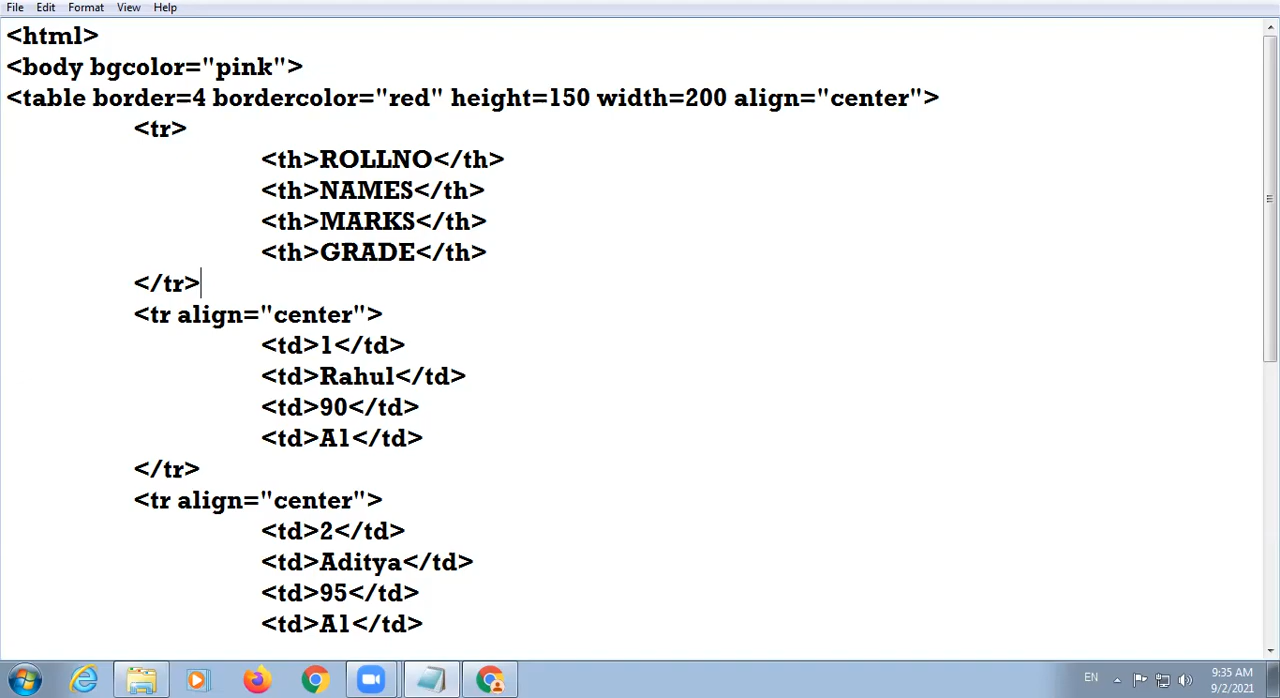 File Edit Format View Help
<html>
<body bgcolor="pink">
<table border=4 bordercolor="red" height=150 width=200 align="center">
<tr>
<th>ROLLNO</th>
<th>NAMES</th>
<th>MARKS</th>
<th>GRADE</th>
</tr>
<tr align="center">
<td>1</td>
<td>Rahul</td>
<td>90</td>
<td>A1</td>
</tr>
<tr align="center">
<td>2</td>
<td>Aditya</td>
<td>95</td>
<td>A1</td>
EN
9:35 AM
9/2/2021